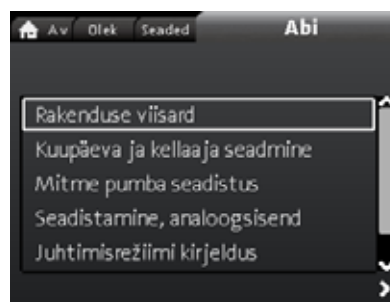 Av Olek Seaded Abi
Rakenduse viisard
Kuupäeva ja kellaaja seadmine
Mitme pumba seadistus
Seadistamine, analoogsisend
Juhtimisrežiimi kirjeldus